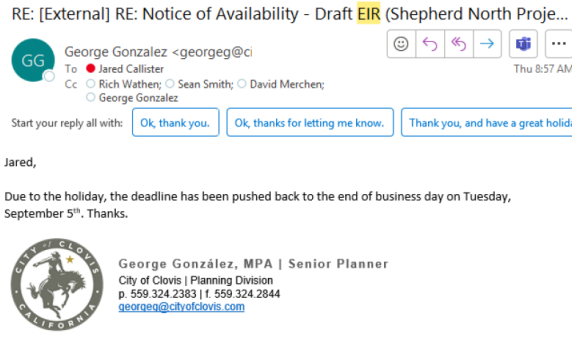 RE: [External] RE: Notice of Availability - Draft EIR (Shepherd North Proje...
GG
George Gonzalez <georgeg@ci
To Jared Callister
Cc Rich Wathen; Sean Smith; David Merchen;
George Gonzalez
Thu 8:57 AM
Start your reply all with:
Ok, thank you.
Ok, thanks for letting me know.
Thank you, and have a great holida
Jared,
Due to the holiday, the deadline has been pushed back to the end of business day on Tuesday,
September 5th. Thanks.
CITY of CLOVIS
CALIFORNIA
George González, MPA | Senior Planner
City of Clovis | Planning Division
p. 559.324.2383 | f. 559.324.2844
georgeg@cityofclovis.com